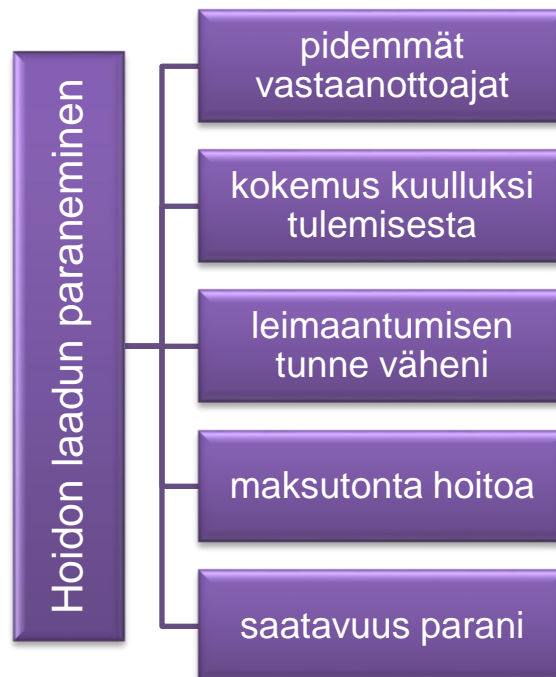 Hoidon laadun paraneminen
pidemmät
vastaanottoajat
kokemus kuulluksi
tulemisesta
leimaantumisen
tunne väheni
maksutonta hoitoa
saatavuus parani